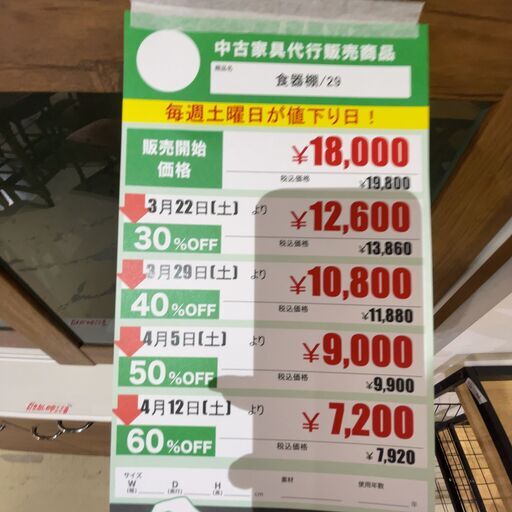 中古家具代行販売商品
商品名
食器棚/29
毎週土曜日が値下り日！
販売開始
価格
¥18,000
税込価格
¥19,800
3月22日(土) より
30%OFF
¥12,600
税込価格
¥13,860
3月29日(土) より
40%OFF
¥10,800
税込価格
¥11,880
4月5日(土) より
50%OFF
¥9,000
税込価格
¥9,900
4月12日(土) より
60%OFF
¥7,200
税込価格
¥7,920
サイズ
W D H
(幅) (奥行) (高) cm
素材
使用年数
年